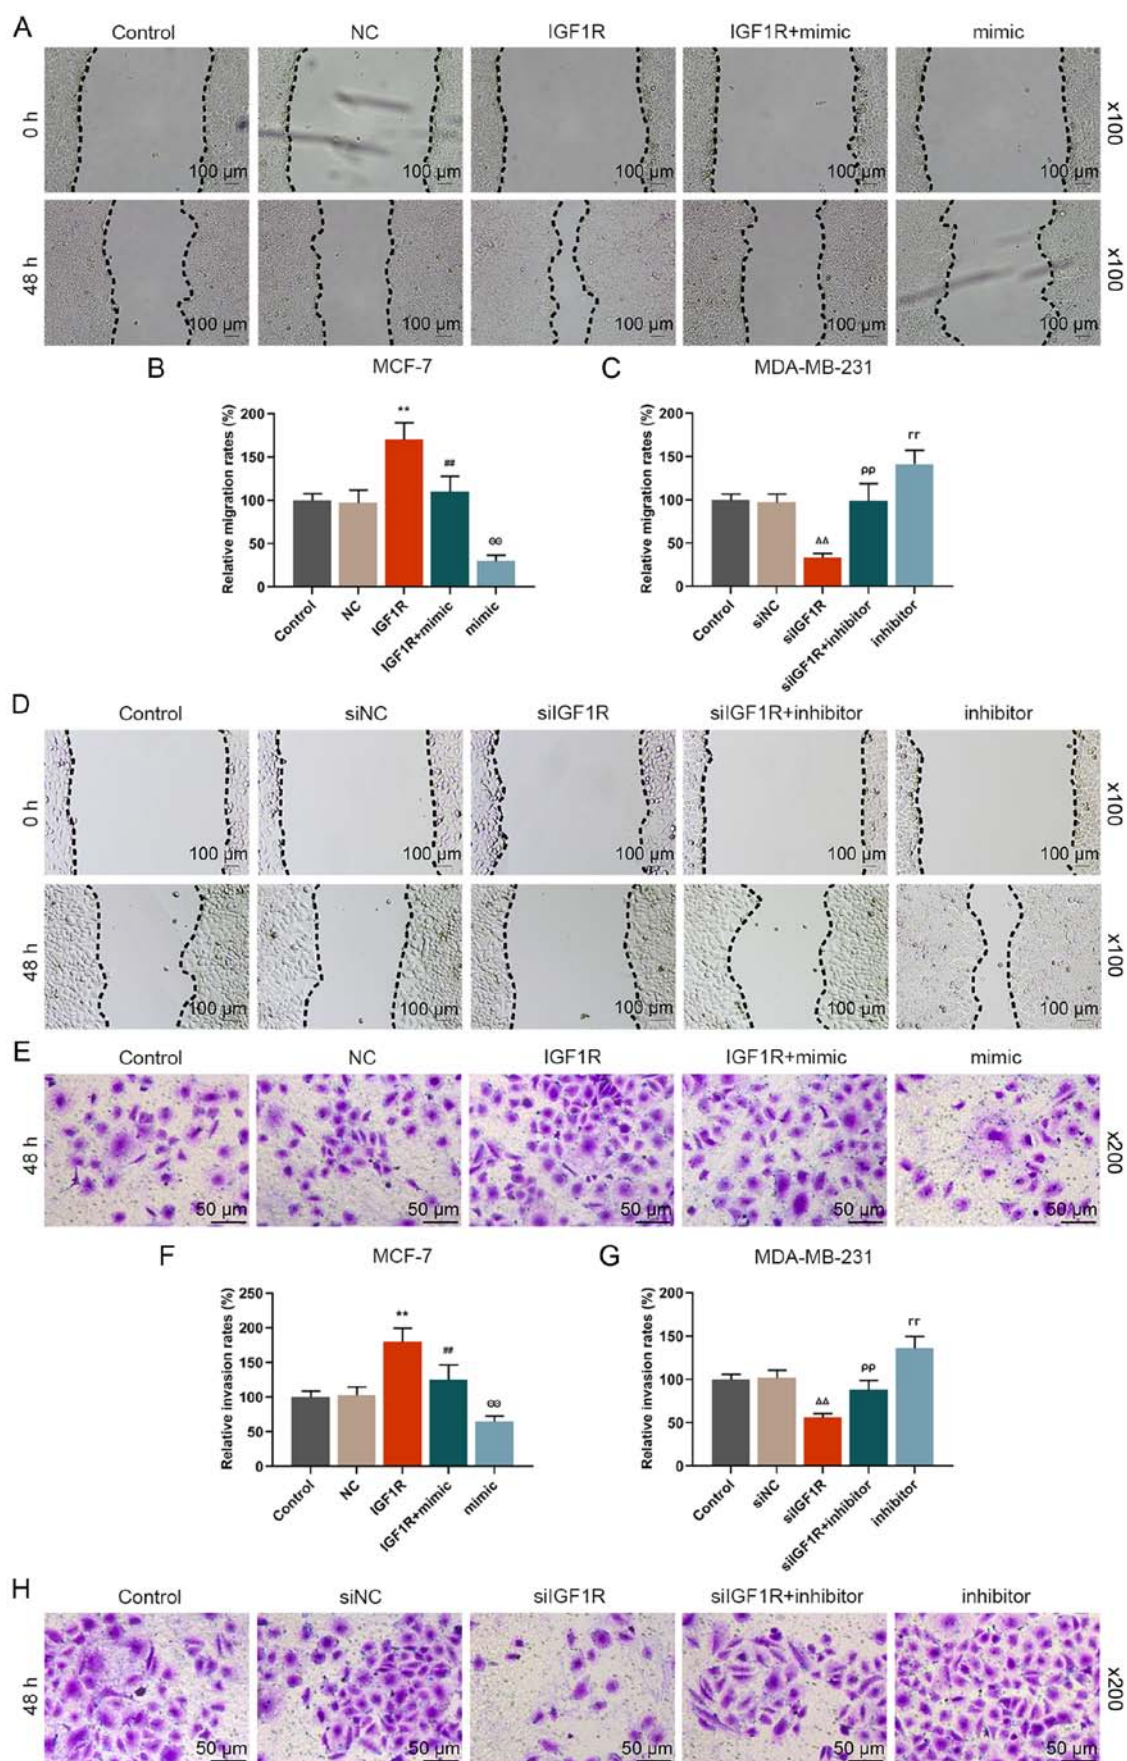 A
Control NC IGF1R IGF1R+mimic mimic
0 h 100 µm 100 µm 100 µm 100 µm 100 µm x100
48 h 100 µm 100 µm 100 µm 100 µm 100 µm x100
B MCF-7
Relative migration rates (%)
200
**
150
##
100
ΘΘ
50
0
Control NC IGF1R IGF1R+mimic mimic
C MDA-MB-231
Relative migration rates (%)
200
ΓΓ
150
ρρ
100
ΔΔ
50
0
Control siNC siIGF1R siIGF1R+inhibitor inhibitor
D
Control siNC siIGF1R siIGF1R+inhibitor inhibitor
0 h 100 µm 100 µm 100 µm 100 µm 100 µm x100
48 h 100 µm 100 µm 100 µm 100 µm 100 µm x100
E
Control NC IGF1R IGF1R+mimic mimic
48 h 50 µm 50 µm 50 µm 50 µm 50 µm x200
F MCF-7
Relative invasion rates (%)
250
**
200
##
150
100
ΘΘ
50
0
Control NC IGF1R IGF1R+mimic mimic
G MDA-MB-231
Relative invasion rates (%)
200
ΓΓ
150
ρρ
100
ΔΔ
50
0
Control siNC siIGF1R siIGF1R+inhibitor inhibitor
H
Control siNC siIGF1R siIGF1R+inhibitor inhibitor
48 h 50 µm 50 µm 50 µm 50 µm 50 µm x200